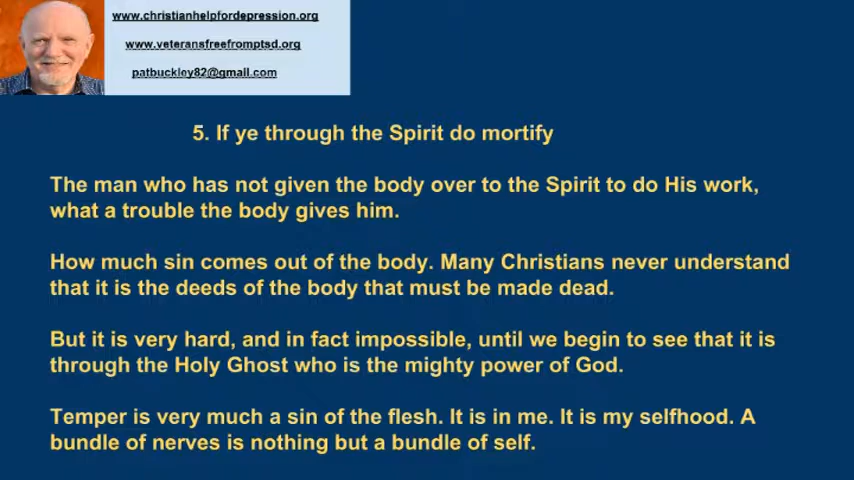 www.christianhelpfordepression.org
www.veteransfreefromptsd.org
patbuckley82@gmail.com
5. If ye through the Spirit do mortify
The man who has not given the body over to the Spirit to do His work,
what a trouble the body gives him.
How much sin comes out of the body. Many Christians never understand
that it is the deeds of the body that must be made dead.
But it is very hard, and in fact impossible, until we begin to see that it is
through the Holy Ghost who is the mighty power of God.
Temper is very much a sin of the flesh. It is in me. It is my selfhood. A
bundle of nerves is nothing but a bundle of self.